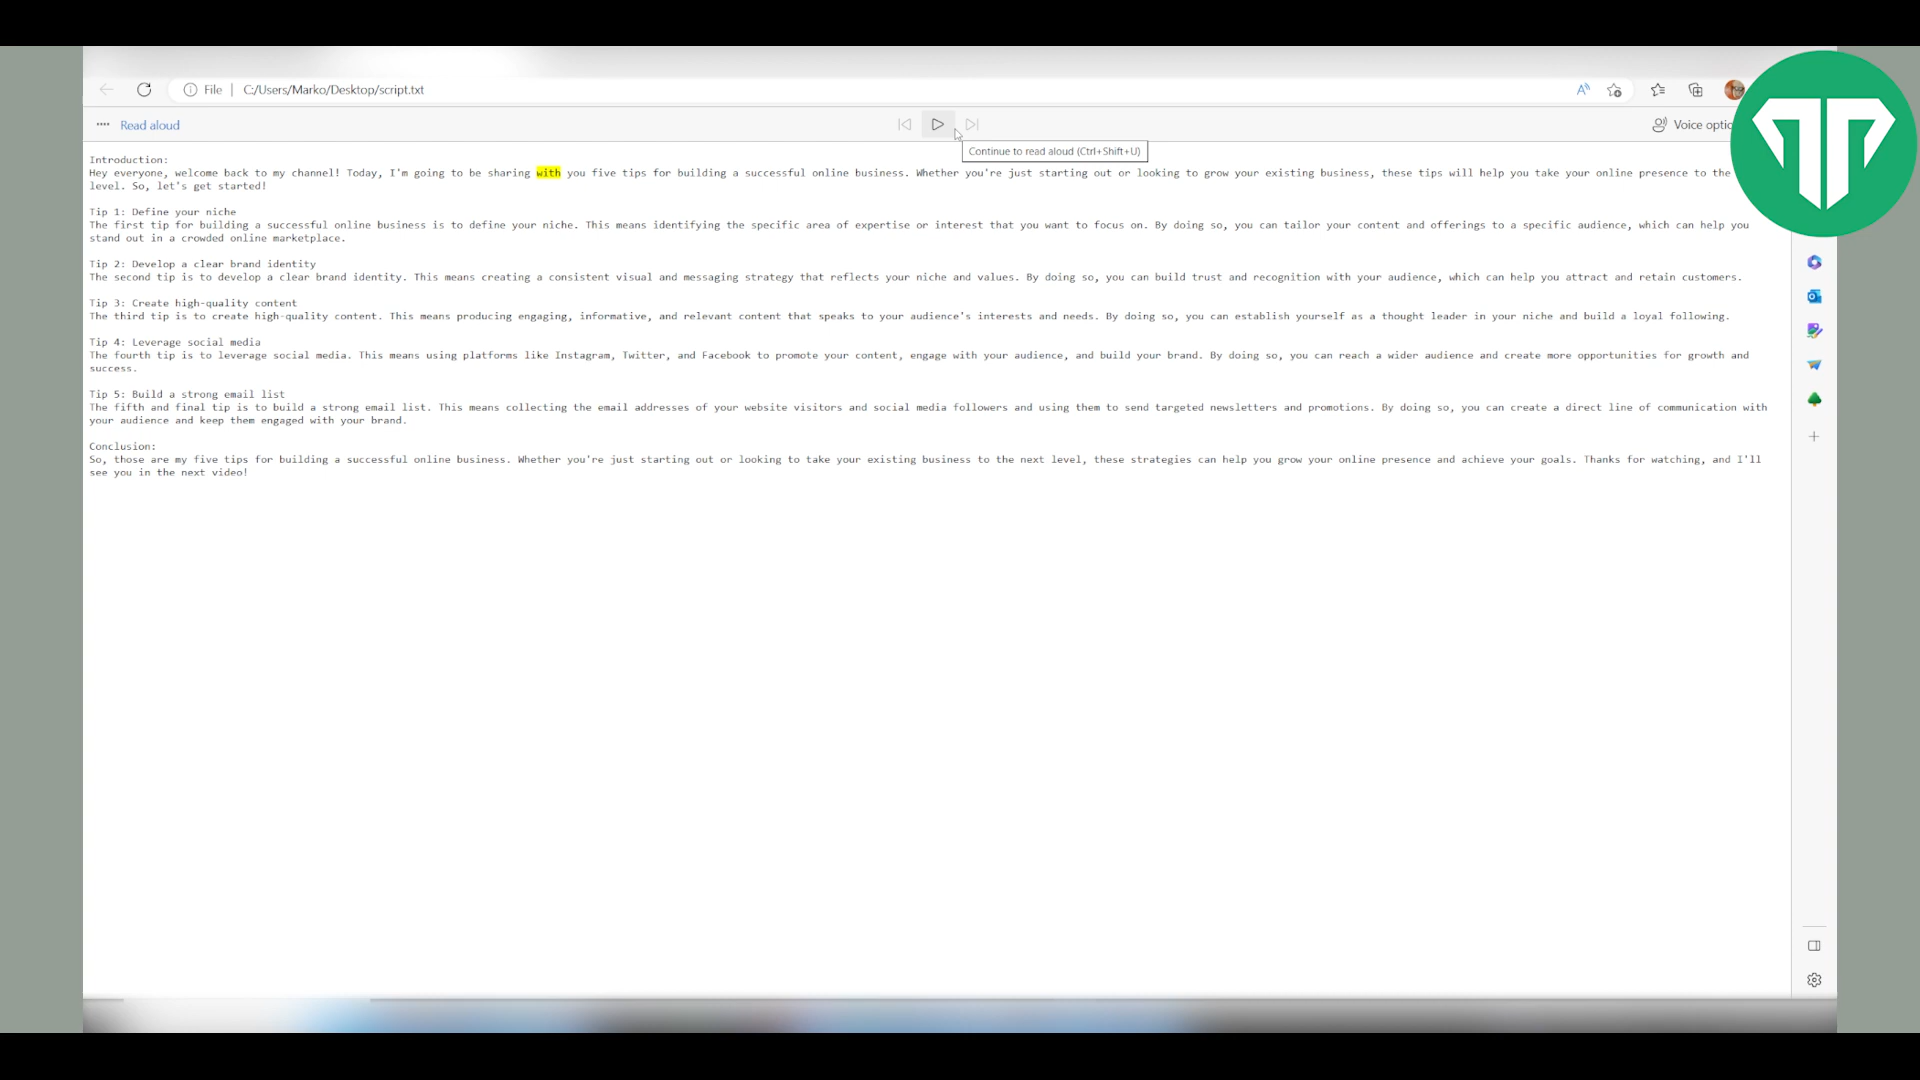 File | C:/Users/Marko/Desktop/script.txt
Read aloud
Voice optio
Continue to read aloud (Ctrl+Shift+U)
Introduction:
Hey everyone, welcome back to my channel! Today, I'm going to be sharing with you five tips for building a successful online business. Whether you're just starting out or looking to grow your existing business, these tips will help you take your online presence to the
level. So, let's get started!
Tip 1: Define your niche
The first tip for building a successful online business is to define your niche. This means identifying the specific area of expertise or interest that you want to focus on. By doing so, you can tailor your content and offerings to a specific audience, which can help you
stand out in a crowded online marketplace.
Tip 2: Develop a clear brand identity
The second tip is to develop a clear brand identity. This means creating a consistent visual and messaging strategy that reflects your niche and values. By doing so, you can build trust and recognition with your audience, which can help you attract and retain customers.
Tip 3: Create high-quality content
The third tip is to create high-quality content. This means producing engaging, informative, and relevant content that speaks to your audience's interests and needs. By doing so, you can establish yourself as a thought leader in your niche and build a loyal following.
Tip 4: Leverage social media
The fourth tip is to leverage social media. This means using platforms like Instagram, Twitter, and Facebook to promote your content, engage with your audience, and build your brand. By doing so, you can reach a wider audience and create more opportunities for growth and
success.
Tip 5: Build a strong email list
The fifth and final tip is to build a strong email list. This means collecting the email addresses of your website visitors and social media followers and using them to send targeted newsletters and promotions. By doing so, you can create a direct line of communication with
your audience and keep them engaged with your brand.
Conclusion:
So, those are my five tips for building a successful online business. Whether you're just starting out or looking to take your existing business to the next level, these strategies can help you grow your online presence and achieve your goals. Thanks for watching, and I'll
see you in the next video!